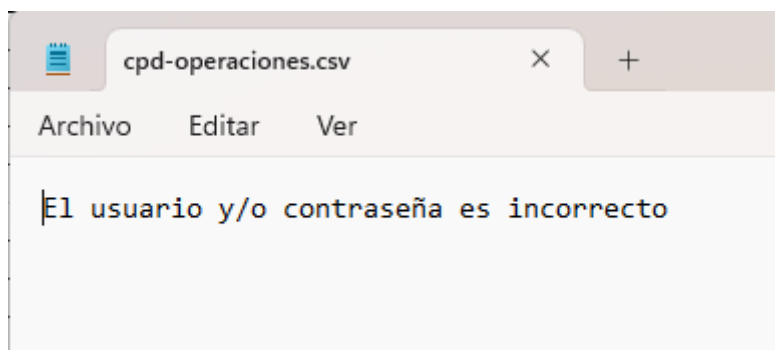 cpd-operaciones.csv
Archivo Editar Ver
El usuario y/o contraseña es incorrecto